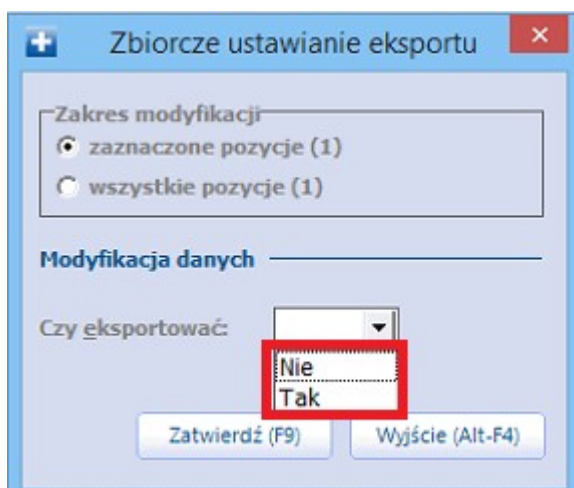 Zbiorcze ustawianie eksportu
Zakres modyfikacji
zaznaczone pozycje (1)
wszystkie pozycje (1)
Modyfikacja danych
Czy eksportować:
Nie
Tak
Zatwierdź (F9) Wyjście (Alt-F4)